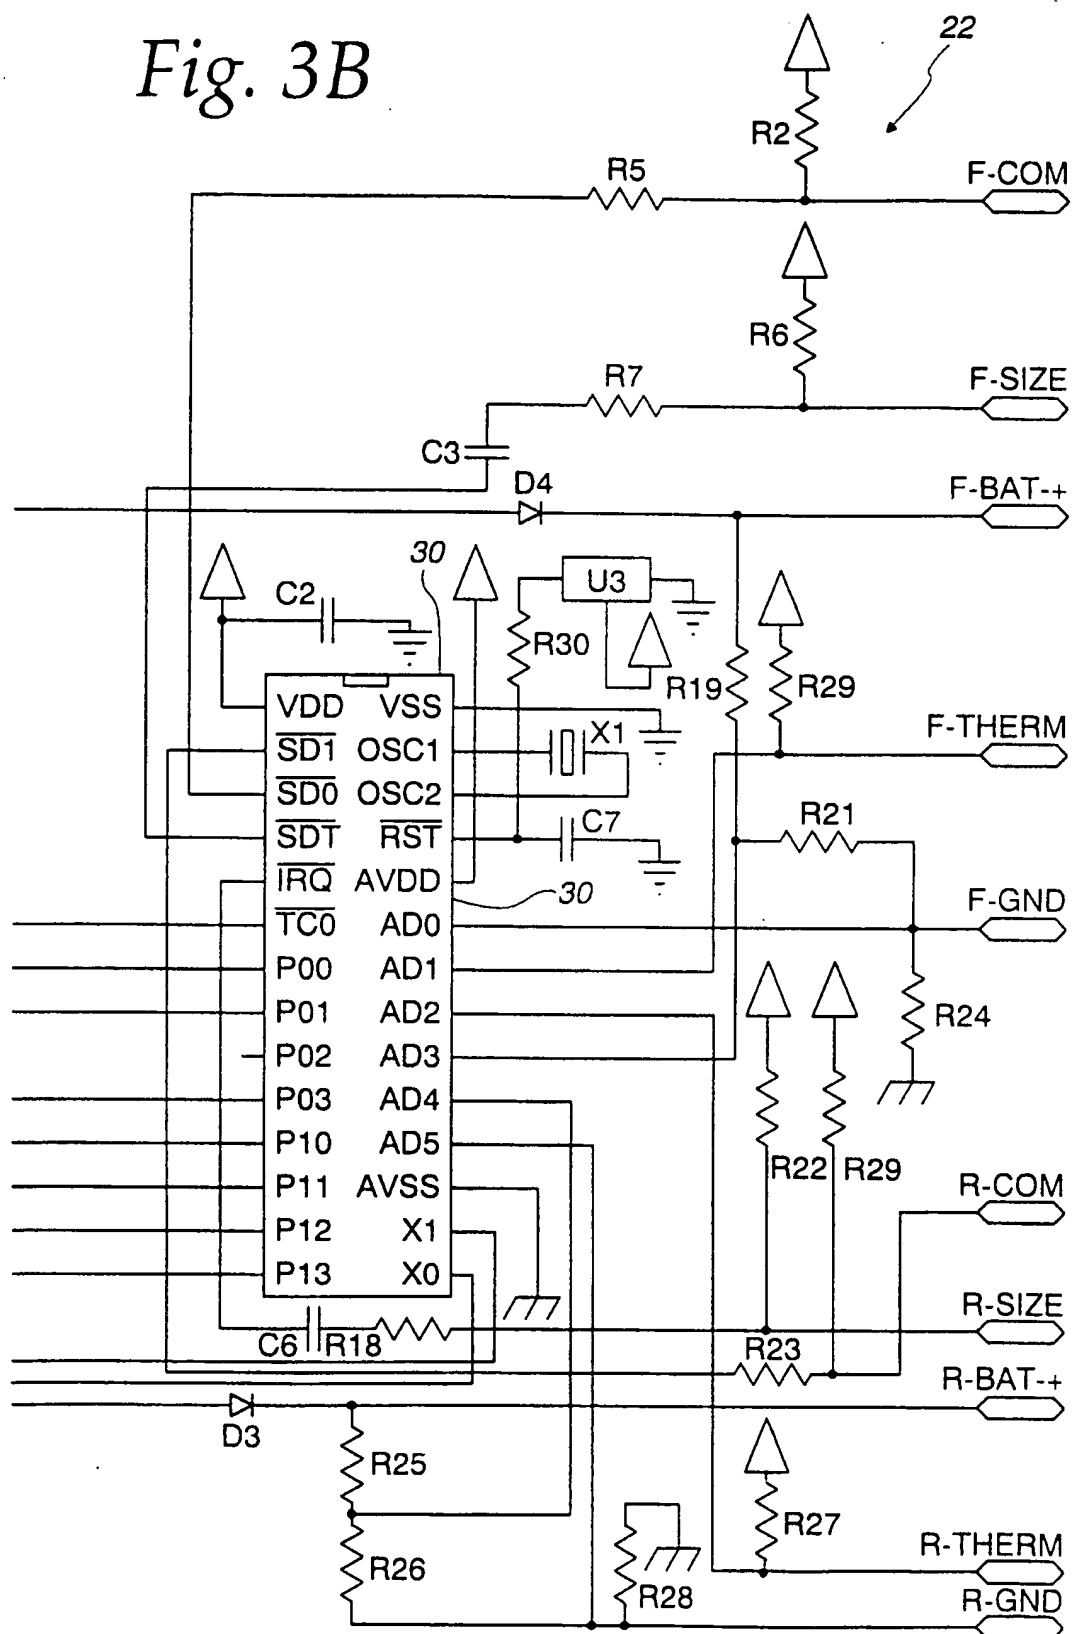 Fig. 3B
22
R2
R5
F-COM
R6
R7
F-SIZE
C3
D4
F-BAT-+
30
C2
U3
R30
R19
R29
VDD VSS
X1
F-THERM
SD1 OSC1
SD0 OSC2
R21
SDT RST
C7
IRQ AVDD
30
F-GND
TC0 AD0
P00 AD1
P01 AD2
R24
P02 AD3
P03 AD4
P10 AD5
R22
R29
R-COM
P11 AVSS
P12 X1
P13 X0
R-SIZE
C6
R18
R23
R-BAT-+
D3
R25
R27
R-THERM
R26
R28
R-GND